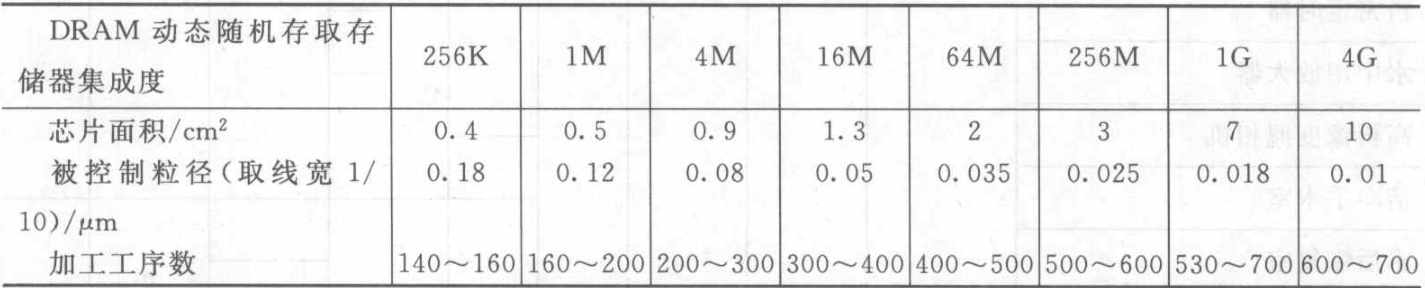 DRAM 动态随机存取存
储器集成度 256K 1M 4M 16M 64M 256M 1G 4G
芯片面积/cm² 0.4 0.5 0.9 1.3 2 3 7 10
被控制粒径(取线宽 1/ 0.18 0.12 0.08 0.05 0.035 0.025 0.018 0.01
10)/μm
加工工序数 140～160 160～200 200～300 300～400 400～500 500～600 530～700 600～700